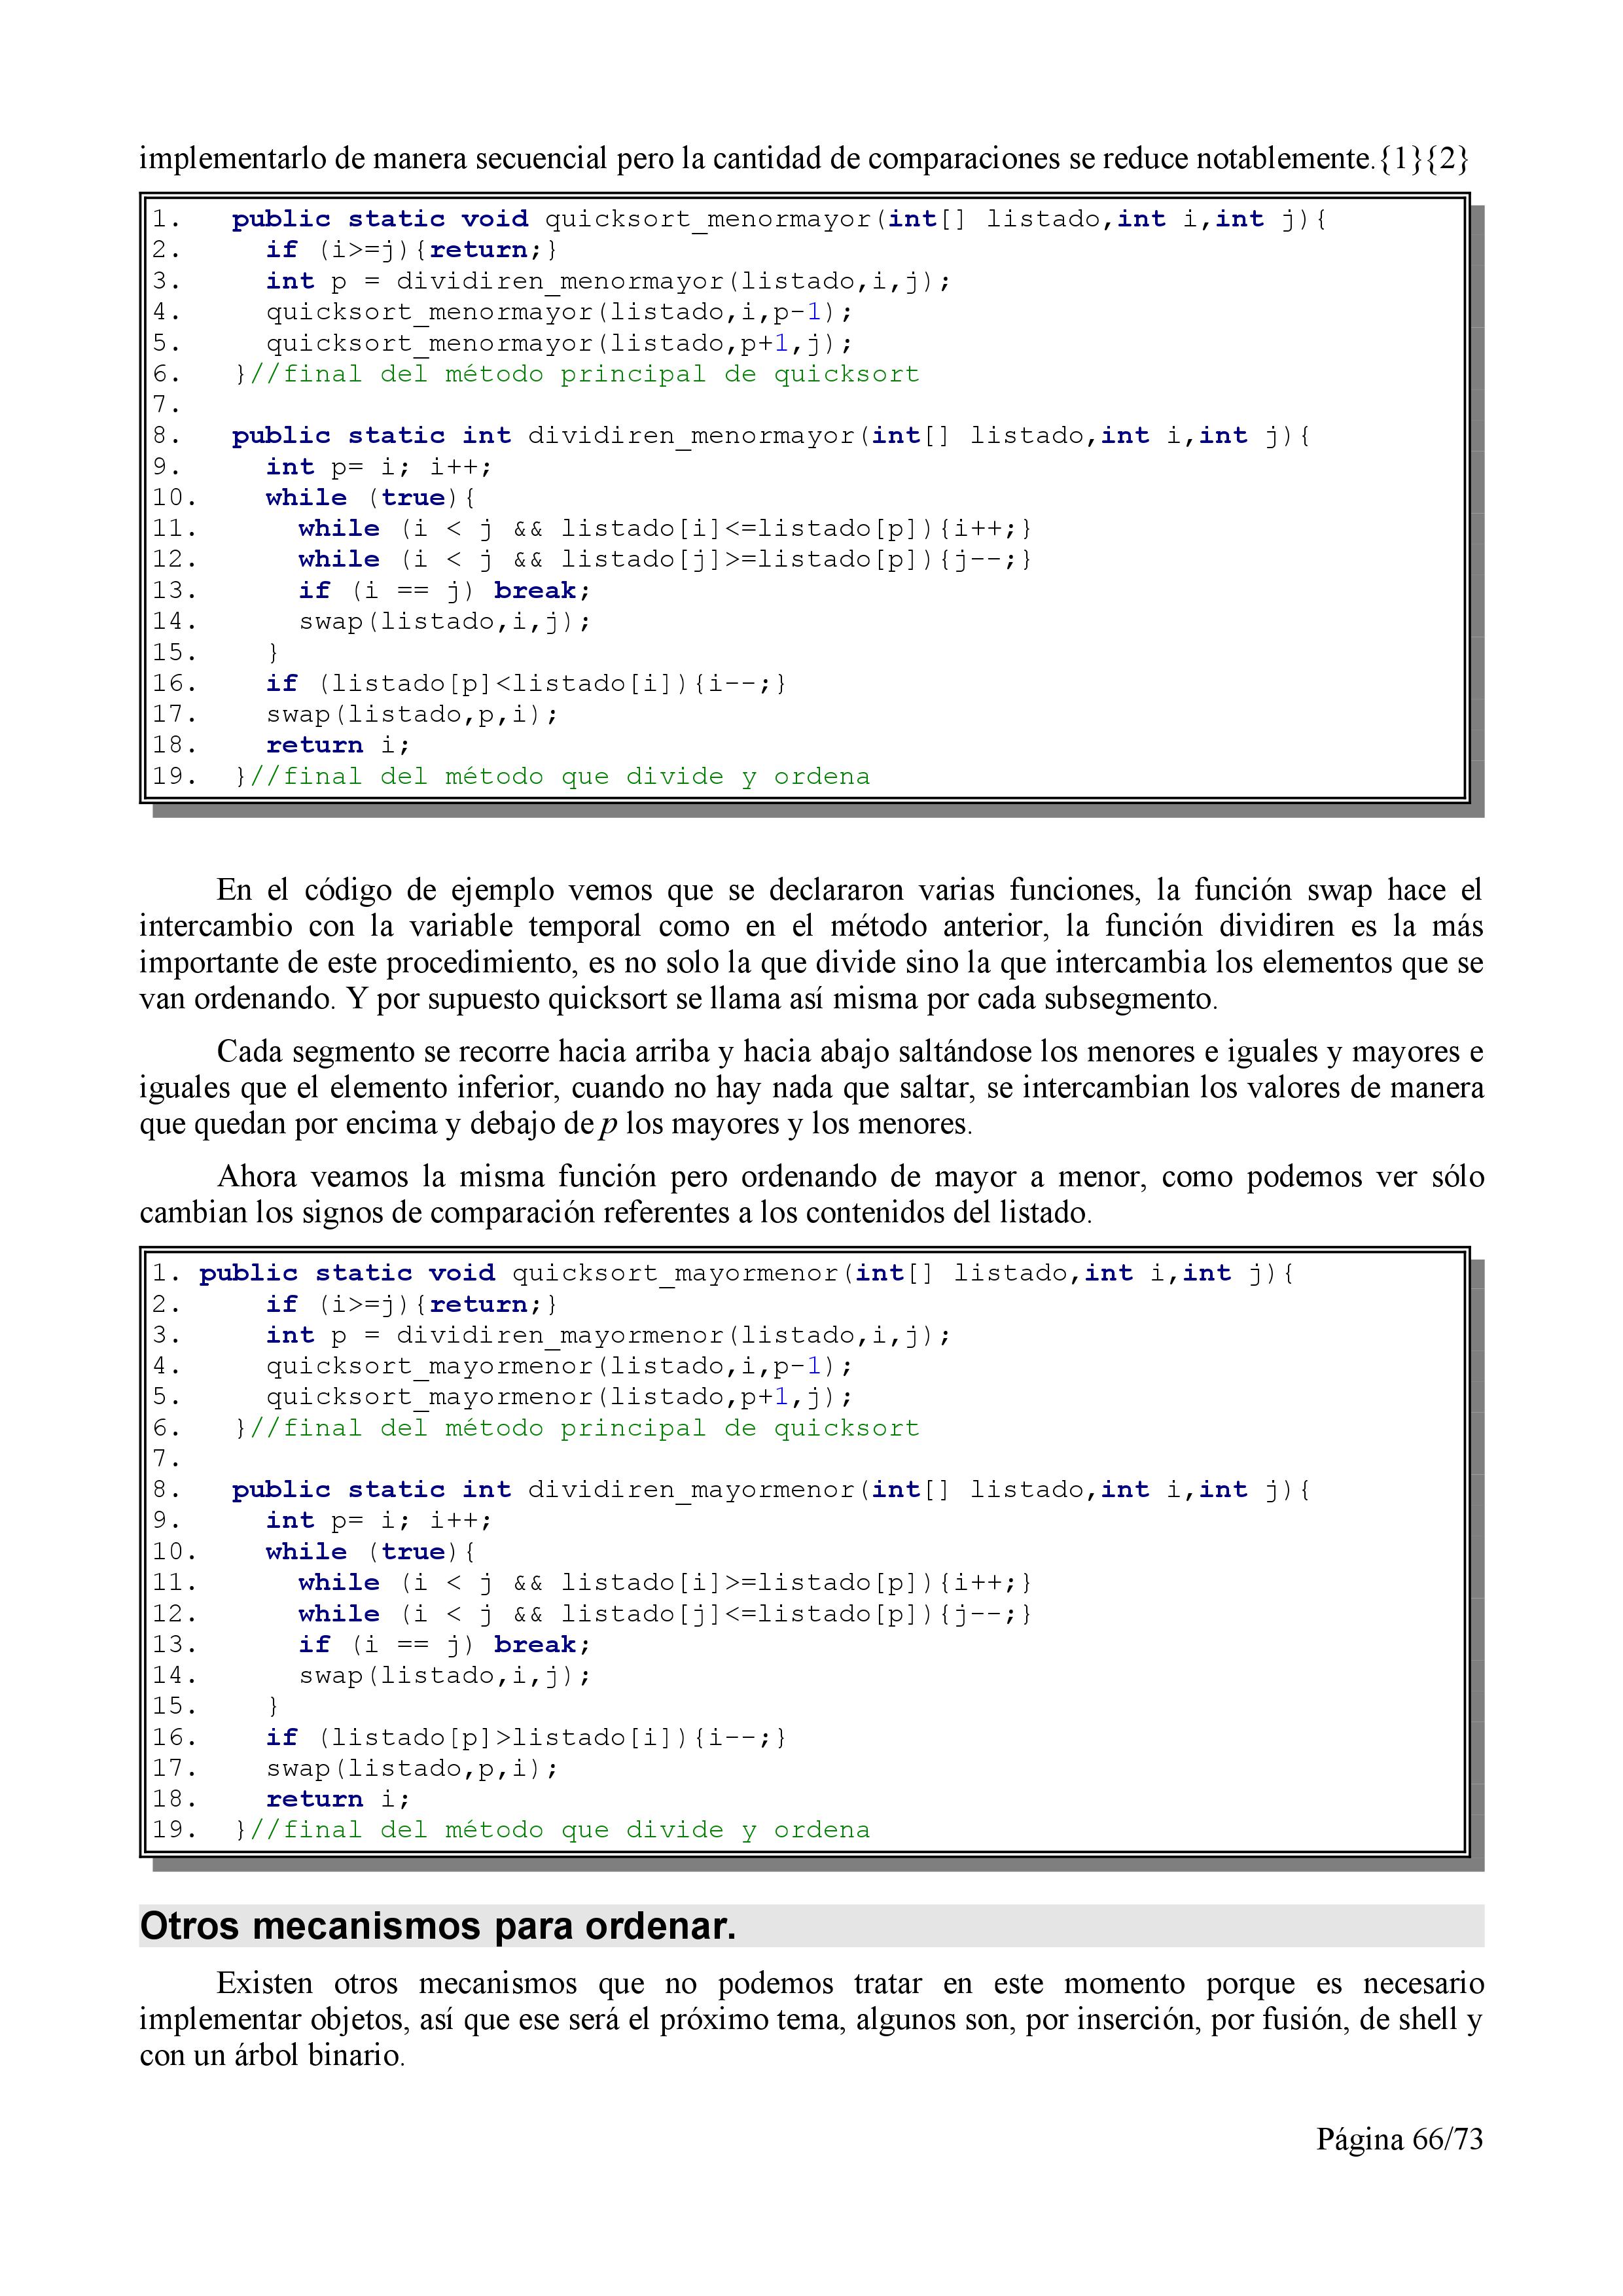 implementarlo de manera secuencial pero la cantidad de comparaciones se reduce notablemente.{1}{2}
1.   public static void quicksort_menormayor(int[] listado,int i,int j){
2.     if (i>=j){return;}
3.     int p = dividiren_menormayor(listado,i,j);
4.     quicksort_menormayor(listado,i,p-1);
5.     quicksort_menormayor(listado,p+1,j);
6.   }//final del método principal de quicksort
7.
8.   public static int dividiren_menormayor(int[] listado,int i,int j){
9.     int p= i; i++;
10.    while (true){
11.      while (i < j && listado[i]<=listado[p]){i++;}
12.      while (i < j && listado[j]>=listado[p]){j--;}
13.      if (i == j) break;
14.      swap(listado,i,j);
15.    }
16.    if (listado[p]<listado[i]){i--;}
17.    swap(listado,p,i);
18.    return i;
19.  }//final del método que divide y ordena
En el código de ejemplo vemos que se declararon varias funciones, la función swap hace el
intercambio con la variable temporal como en el método anterior, la función dividiren es la más
importante de este procedimiento, es no solo la que divide sino la que intercambia los elementos que se
van ordenando. Y por supuesto quicksort se llama así misma por cada subsegmento.
Cada segmento se recorre hacia arriba y hacia abajo saltándose los menores e iguales y mayores e
iguales que el elemento inferior, cuando no hay nada que saltar, se intercambian los valores de manera
que quedan por encima y debajo de p los mayores y los menores.
Ahora veamos la misma función pero ordenando de mayor a menor, como podemos ver sólo
cambian los signos de comparación referentes a los contenidos del listado.
1. public static void quicksort_mayormenor(int[] listado,int i,int j){
2.     if (i>=j){return;}
3.     int p = dividiren_mayormenor(listado,i,j);
4.     quicksort_mayormenor(listado,i,p-1);
5.     quicksort_mayormenor(listado,p+1,j);
6.   }//final del método principal de quicksort
7.
8.   public static int dividiren_mayormenor(int[] listado,int i,int j){
9.     int p= i; i++;
10.    while (true){
11.      while (i < j && listado[i]>=listado[p]){i++;}
12.      while (i < j && listado[j]<=listado[p]){j--;}
13.      if (i == j) break;
14.      swap(listado,i,j);
15.    }
16.    if (listado[p]>listado[i]){i--;}
17.    swap(listado,p,i);
18.    return i;
19.  }//final del método que divide y ordena
Otros mecanismos para ordenar.
Existen otros mecanismos que no podemos tratar en este momento porque es necesario
implementar objetos, así que ese será el próximo tema, algunos son, por inserción, por fusión, de shell y
con un árbol binario.
Página 66/73